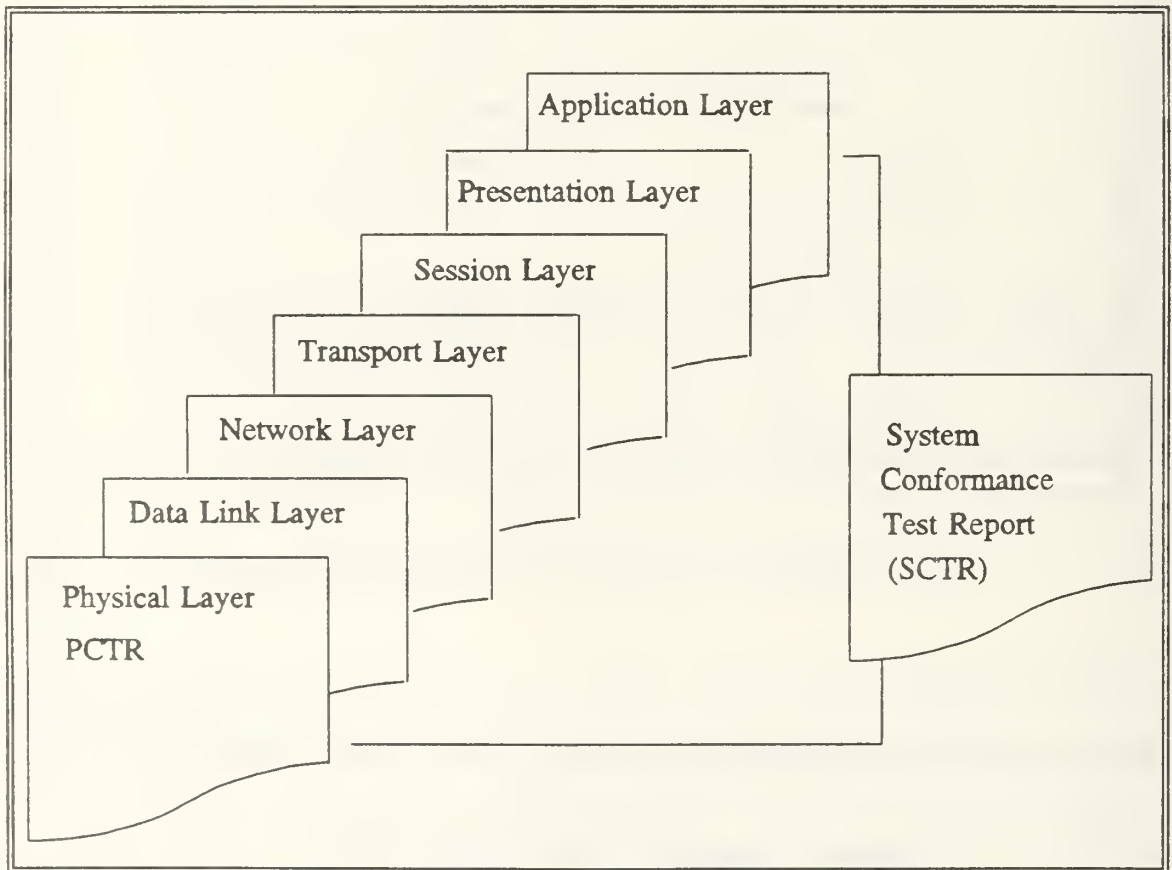 Application Layer
Presentation Layer
Session Layer
Transport Layer
Network Layer
Data Link Layer
Physical Layer
PCTR
System
Conformance
Test Report
(SCTR)